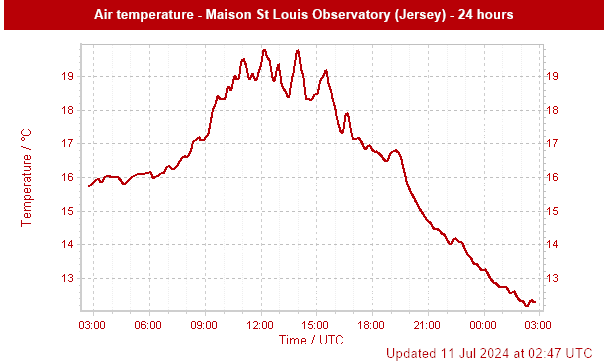 Air temperature - Maison St Louis Observatory (Jersey) - 24 hours
Temperature / °C
19 19
18 18
17 17
16 16
15 15
14 14
13 13
03:00 06:00 09:00 12:00 15:00 18:00 21:00 00:00 03:00
Time / UTC
Updated 11 Jul 2024 at 02:47 UTC